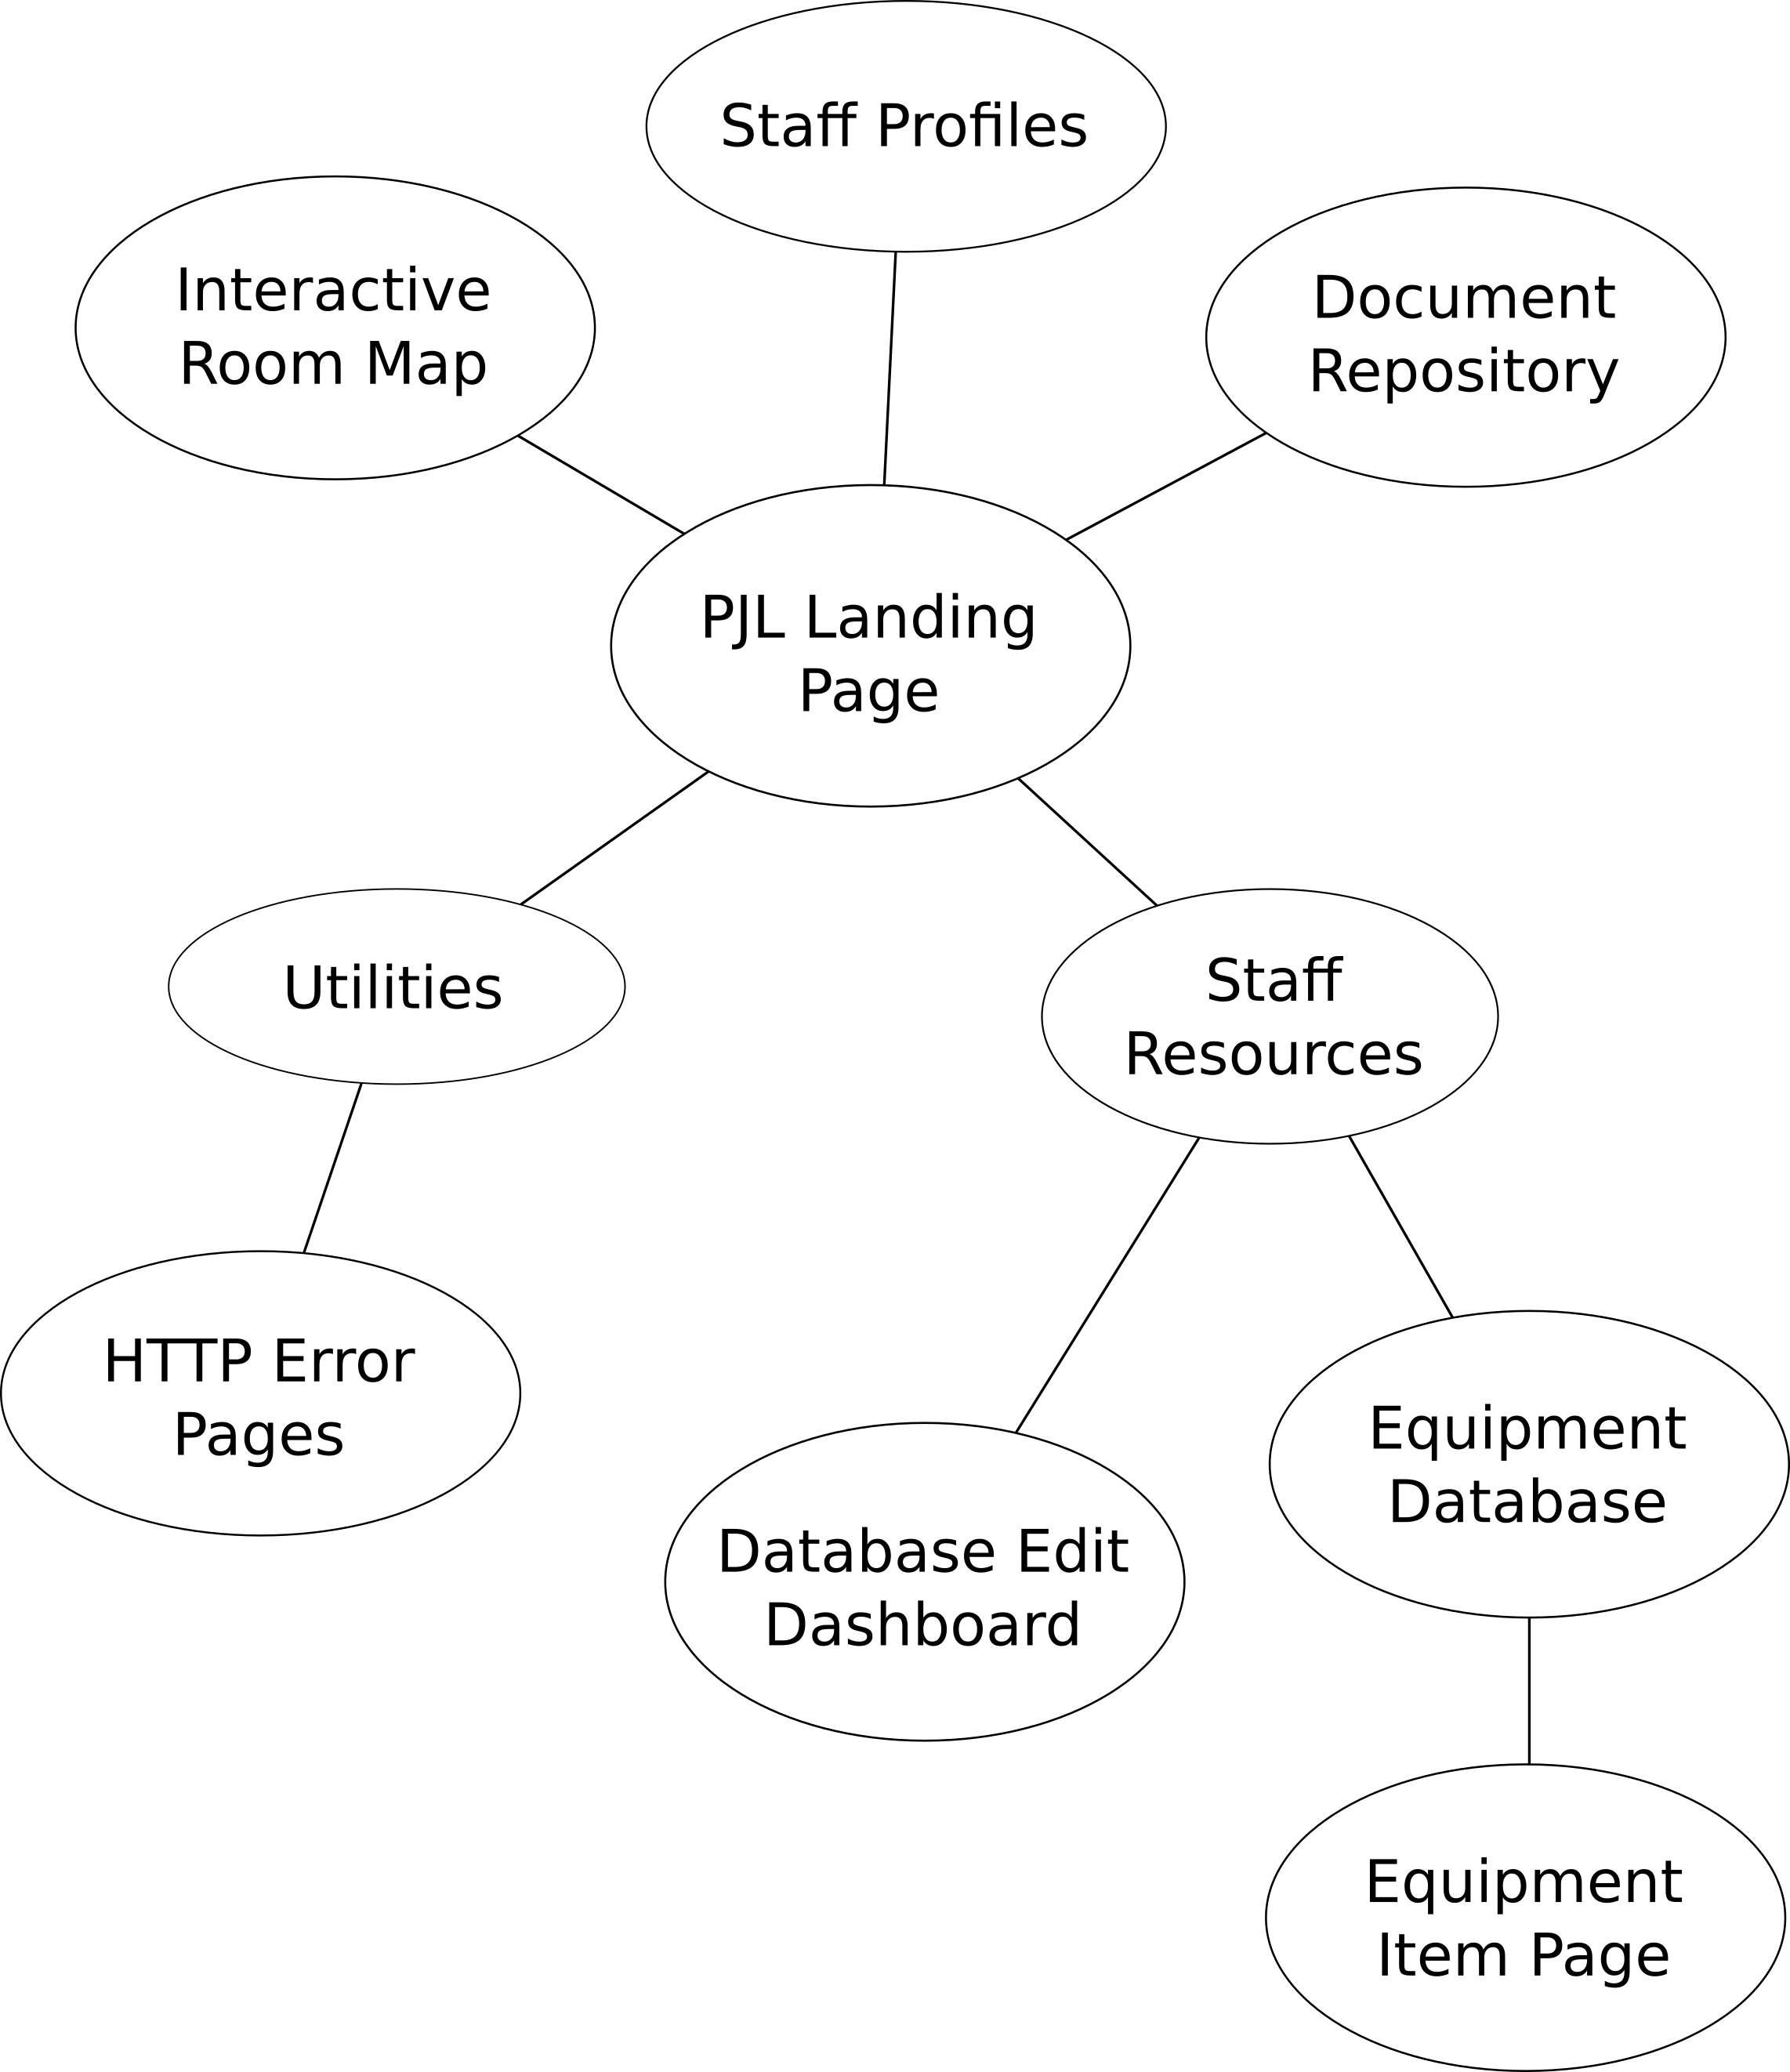 Staff Profiles
Interactive
Room Map
Document
Repository
PJL Landing
Page
Utilities
Staff
Resources
HTTP Error
Pages
Database Edit
Dashboard
Equipment
Database
Equipment
Item Page